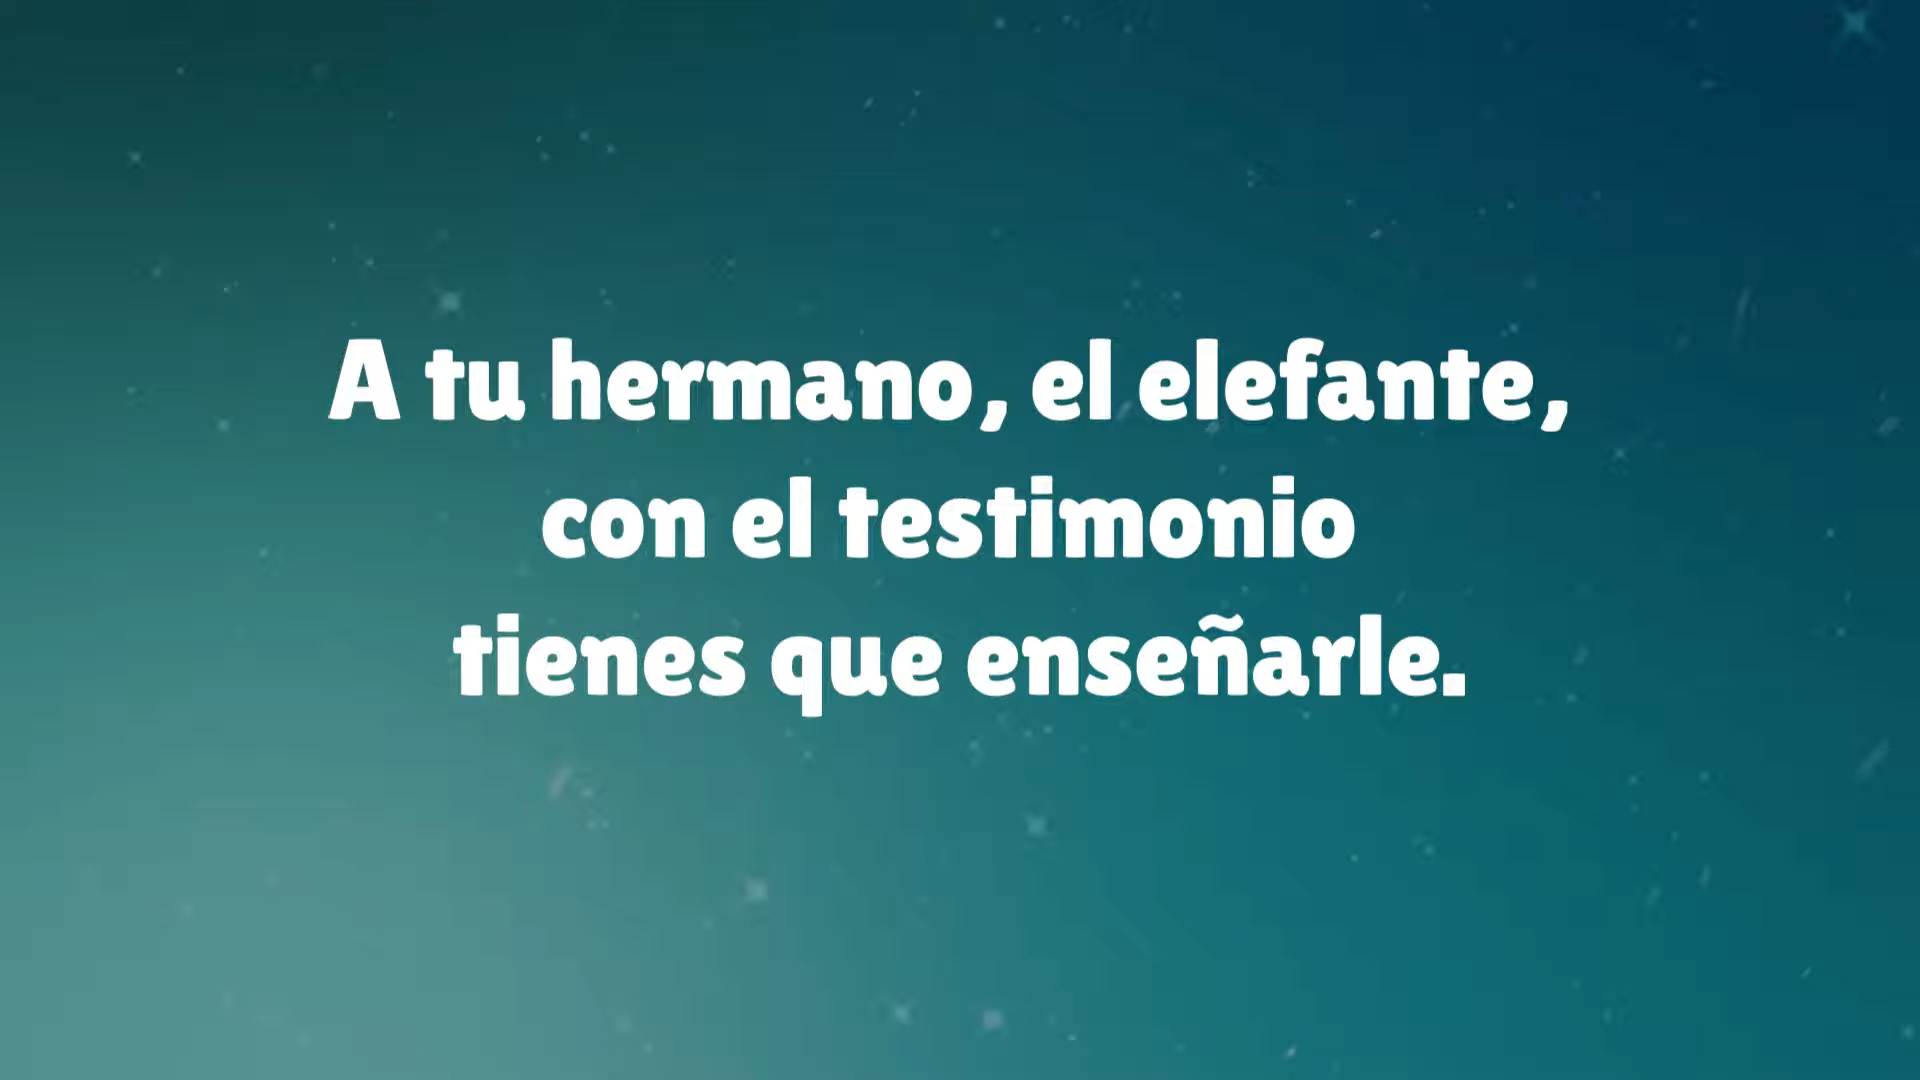 A tu hermano, el elefante,
con el testimonio
tienes que enseñarle.